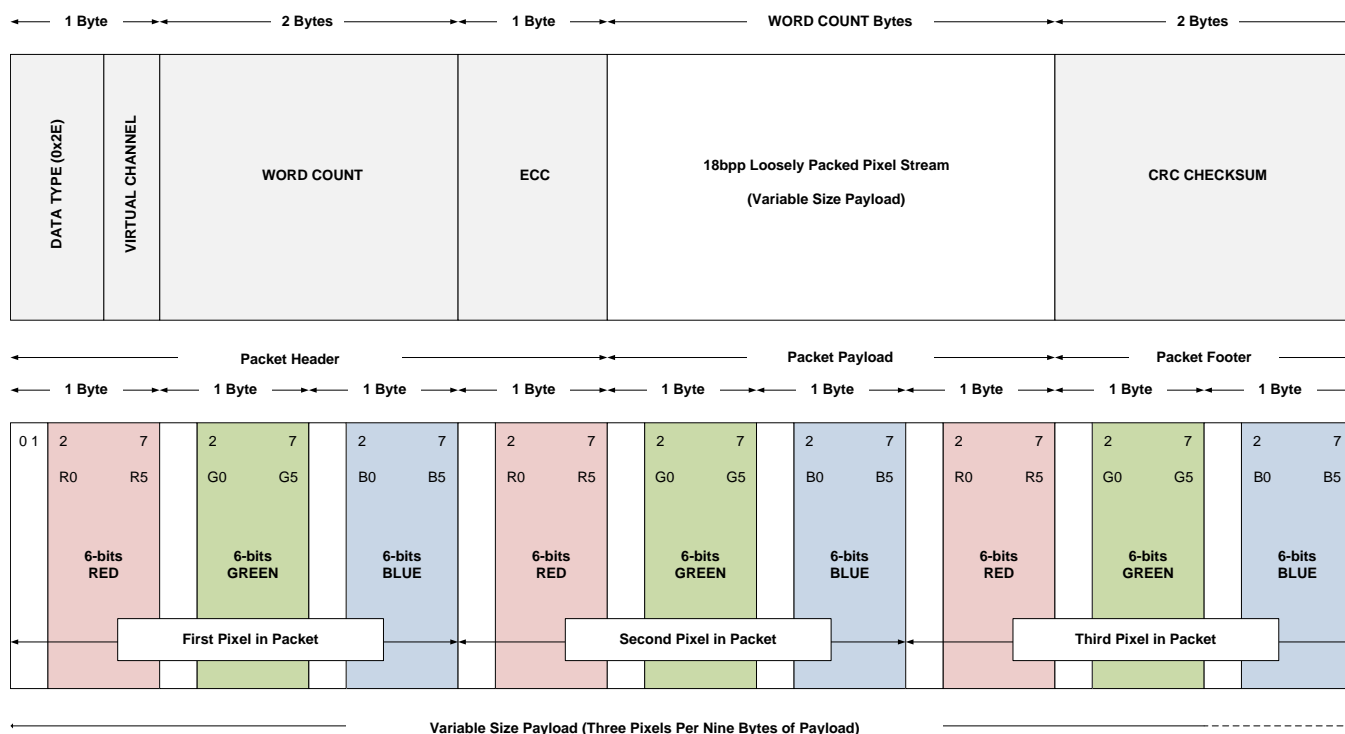 1 Byte 2 Bytes 1 Byte WORD COUNT Bytes 2 Bytes
DATA TYPE (0x2E)
VIRTUAL CHANNEL
WORD COUNT
ECC
18bpp Loosely Packed Pixel Stream
(Variable Size Payload)
CRC CHECKSUM
Packet Header Packet Payload Packet Footer
1 Byte 1 Byte 1 Byte 1 Byte 1 Byte 1 Byte 1 Byte 1 Byte 1 Byte
0 1 2 7 2 7 2 7 2 7 2 7 2 7 2 7 2 7 2 7
R0 R5 G0 G5 B0 B5 R0 R5 G0 G5 B0 B5 R0 R5 G0 G5 B0 B5
6-bits 6-bits 6-bits 6-bits 6-bits 6-bits 6-bits 6-bits 6-bits
RED GREEN BLUE RED GREEN BLUE RED GREEN BLUE
First Pixel in Packet Second Pixel in Packet Third Pixel in Packet
Variable Size Payload (Three Pixels Per Nine Bytes of Payload)